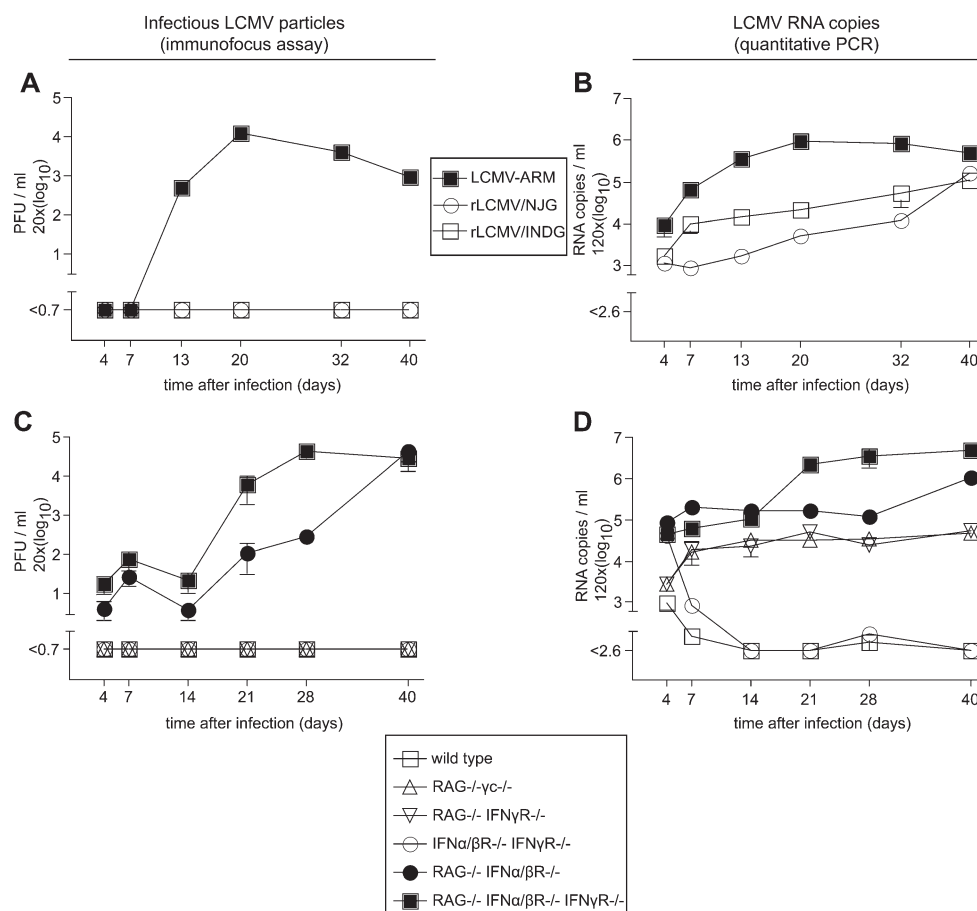 Infectious LCMV particles
(immunofocus assay)
LCMV RNA copies
(quantitative PCR)
A
PFU / ml
20x(log10)
5
4
3
2
1
<0.7
4 7 13 20 32 40
time after infection (days)
LCMV-ARM
rLCMV/NJG
rLCMV/INDG
B
RNA copies / ml
120x(log10)
7
6
5
4
3
<2.6
4 7 13 20 32 40
time after infection (days)
C
PFU / ml
20x(log10)
5
4
3
2
1
<0.7
4 7 14 21 28 40
time after infection (days)
D
RNA copies / ml
120x(log10)
7
6
5
4
3
<2.6
4 7 14 21 28 40
time after infection (days)
wild type
RAG-/-γc-/-
RAG-/- IFNγR-/-
IFNα/βR-/- IFNγR-/-
RAG-/- IFNα/βR-/-
RAG-/- IFNα/βR-/- IFNγR-/-